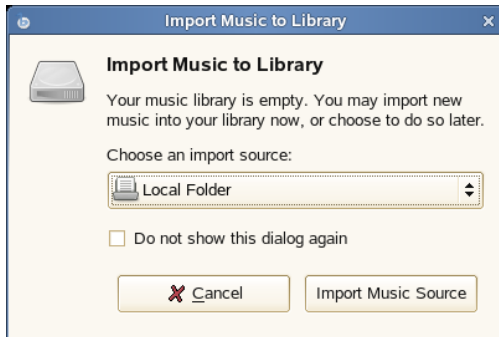 Import Music to Library
Import Music to Library
Your music library is empty. You may import new
music into your library now, or choose to do so later.
Choose an import source:
Local Folder
Do not show this dialog again
Cancel
Import Music Source